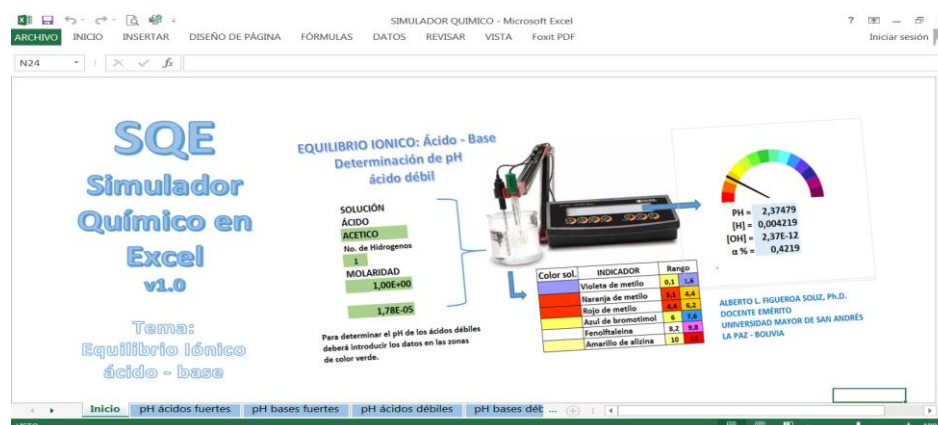 SIMULADOR QUIMICO - Microsoft Excel
ARCHIVO INICIO INSERTAR DISEÑO DE PÁGINA FÓRMULAS DATOS REVISAR VISTA Foxit PDF Iniciar sesión
N24 fx
SQE
Simulador
Químico en
Excel
v1.0
Tema:
Equilibrio Iónico
ácido - base
EQUILIBRIO IONICO: Ácido - Base
Determinación de pH
ácido débil
SOLUCIÓN
ÁCIDO
ACETICO
No. de Hidrogenos
1
MOLARIDAD
1,00E+00
1,78E-05
Para determinar el pH de los ácidos débiles
deberá introducir los datos en las zonas
de color verde.
PH = 2,37479
[H] = 0,004219
[OH] = 2,37E-12
α % = 0,4219
Color sol. INDICADOR Rango
Violeta de metilo 0,1 1,6
Naranja de metilo 3,1 4,4
Rojo de metilo 4,4 6,2
Azul de bromotimol 6 7,6
Fenolftaleina 8,2 9,8
Amarillo de alizina 10
ALBERTO L. FIGUEROA SOLIZ, Ph.D.
DOCENTE EMÉRITO
UNIVERSIDAD MAYOR DE SAN ANDRÉS
LA PAZ - BOLIVIA
Inicio pH ácidos fuertes pH bases fuertes pH ácidos débiles pH bases déb ...